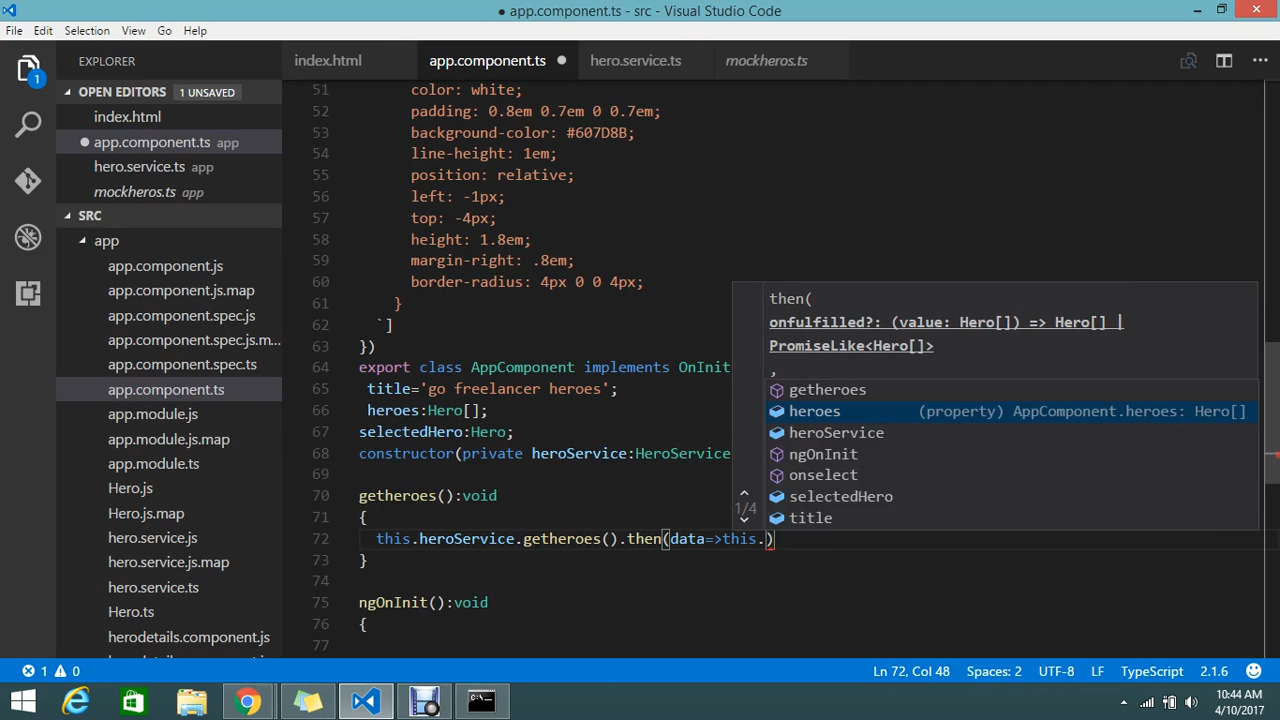 ● app.component.ts - src - Visual Studio Code
File Edit Selection View Go Help
EXPLORER
index.html app.component.ts hero.service.ts mockheros.ts
1
OPEN EDITORS 1 UNSAVED
index.html
app.component.ts app
hero.service.ts app
mockheros.ts app
SRC
app
app.component.js
app.component.js.map
app.component.spec.js
app.component.spec.js.m...
app.component.spec.ts
app.component.ts
app.module.js
app.module.js.map
app.module.ts
Hero.js
Hero.js.map
hero.service.js
hero.service.js.map
hero.service.ts
Hero.ts
herodetails.component.js
51 color: white;
52 padding: 0.8em 0.7em 0 0.7em;
53 background-color: #607D8B;
54 line-height: 1em;
55 position: relative;
56 left: -1px;
57 top: -4px;
58 height: 1.8em;
59 margin-right: .8em;
60 border-radius: 4px 0 0 4px;
61 }
62 `]
63 })
64 export class AppComponent implements OnInit
65 title='go freelancer heroes';
66 heroes:Hero[];
67 selectedHero:Hero;
68 constructor(private heroService:HeroService
69
70 getheroes():void
71 {
72 this.heroService.getheroes().then(data=>this.)
73 }
74
75 ngOnInit():void
76 {
77
then(
onfulfilled?: (value: Hero[]) => Hero[] |
PromiseLike<Hero[]>
,
1/4
getheroes
heroes (property) AppComponent.heroes: Hero[]
heroService
ngOnInit
onselect
selectedHero
title
1 0 Ln 72, Col 48 Spaces: 2 UTF-8 LF TypeScript 2.1.6
10:44 AM
4/10/2017